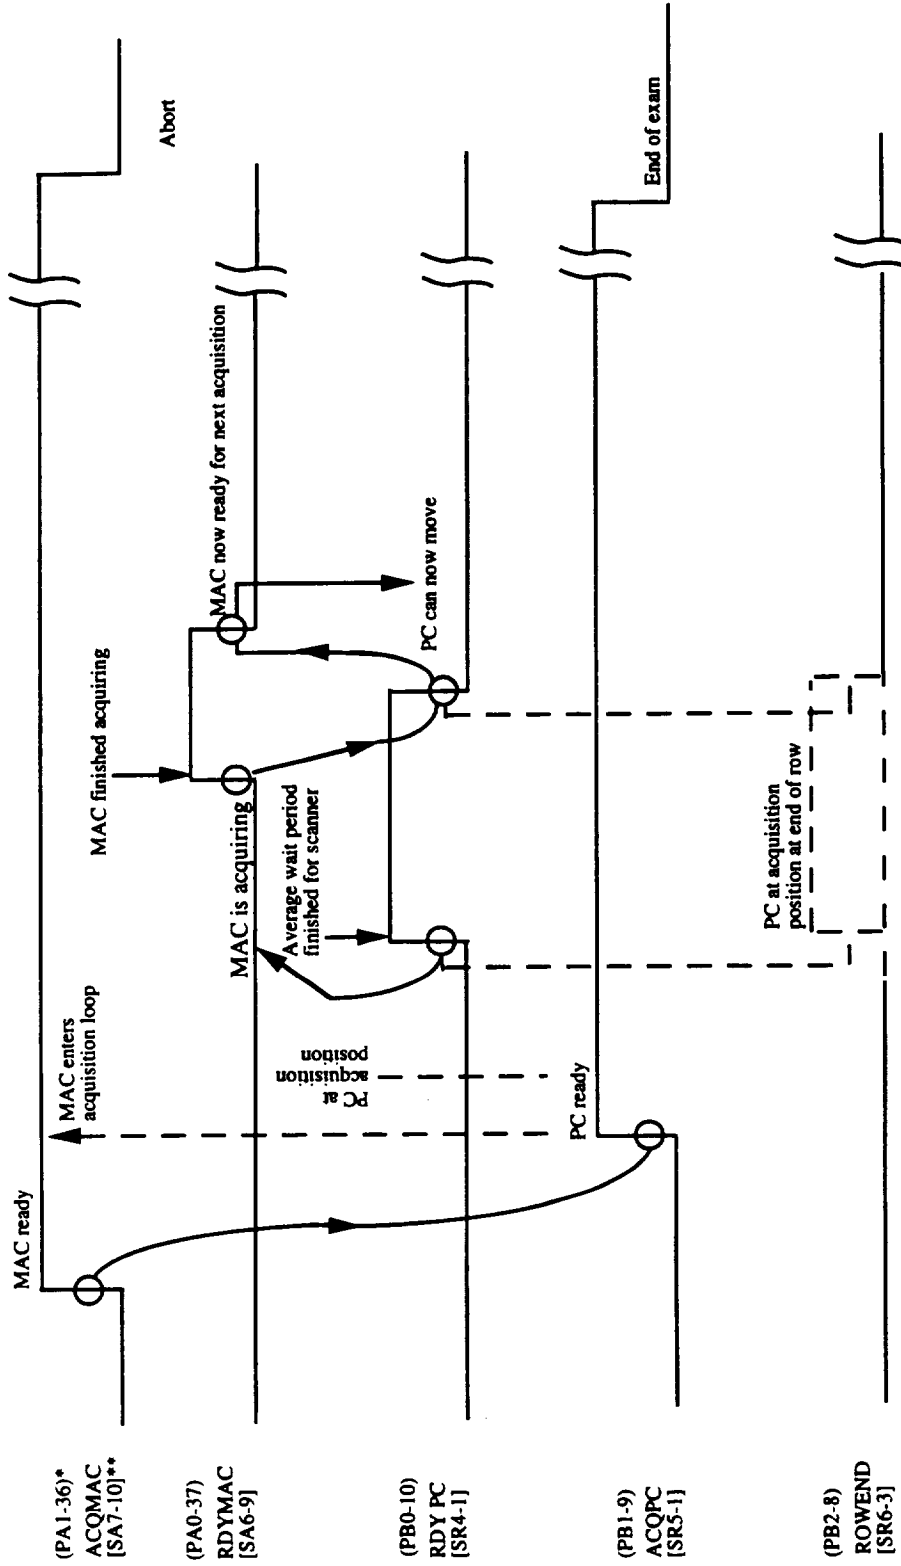 (PA1-36)*
ACQMAC
[SA7-10]**
MAC ready
MAC enters
acquisition loop
MAC finished acquiring
Abort
(PA0-37)
RDYMAC
[SA6-9]
MAC is acquiring
MAC now ready for next acquisition
(PB0-10)
RDY PC
[SR4-1]
PC at
acquisition
position
Average wait period
finished for scanner
PC can now move
(PB1-9)
ACQPC
[SR5-1]
PC ready
End of exam
(PB2-8)
ROWEND
[SR6-3]
PC at acquisition
position at end of row